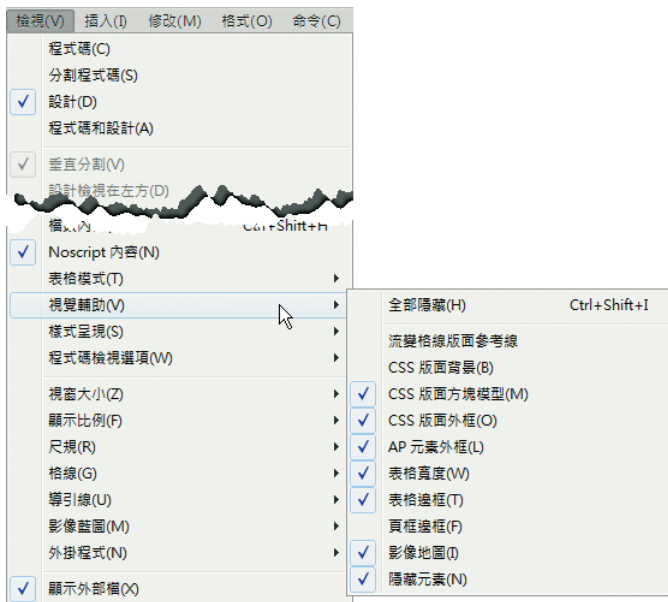 檢視(V) 插入(I) 修改(M) 格式(O) 命令(C)
程式碼(C)
分割程式碼(S)
設計(D)
程式碼和設計(A)
垂直分割(V)
設計檢視在左方(D)
Ctrl+Shift+H
Noscript 內容(N)
表格模式(T)
視覺輔助(V)
樣式呈現(S)
程式碼檢視選項(W)
視窗大小(Z)
顯示比例(F)
尺規(R)
格線(G)
導引線(U)
影像藍圖(M)
外掛程式(N)
顯示外部檔(X)
全部隱藏(H) Ctrl+Shift+I
流變格線版面參考線
CSS 版面背景(B)
CSS 版面方塊模型(M)
CSS 版面外框(O)
AP 元素外框(L)
表格寬度(W)
表格邊框(T)
頁框邊框(F)
影像地圖(I)
隱藏元素(N)